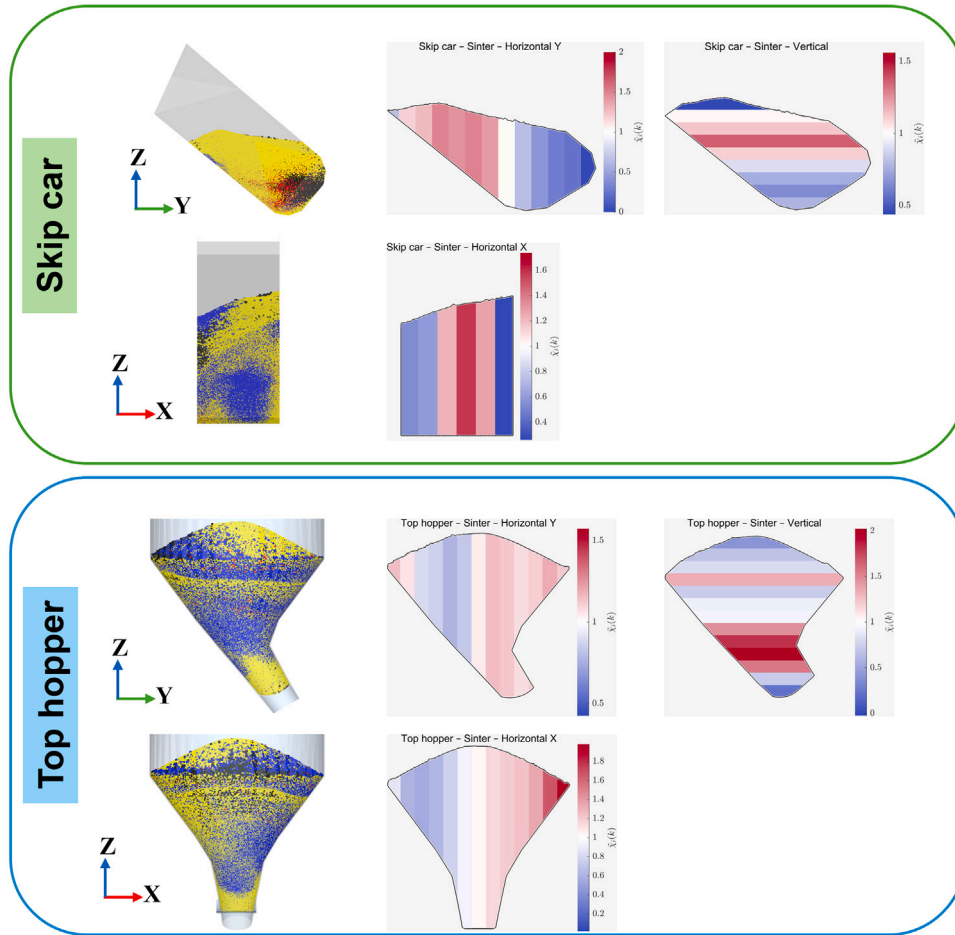 Skip car
Z
Y
Skip car – Sinter – Horizontal Y
2
1.5
1
0.5
0
x̂ᵢ(k)
Skip car – Sinter – Vertical
1.5
1
0.5
x̂ᵢ(k)
Z
X
Skip car – Sinter – Horizontal X
1.6
1.4
1.2
1
0.8
0.6
0.4
x̂ᵢ(k)
Top hopper
Z
Y
Top hopper – Sinter – Horizontal Y
1.5
1
0.5
x̂ᵢ(k)
Top hopper – Sinter – Vertical
2
1.5
1
0.5
0
x̂ᵢ(k)
Z
X
Top hopper – Sinter – Horizontal X
1.8
1.6
1.4
1.2
1
0.8
0.6
0.4
0.2
x̂ᵢ(k)